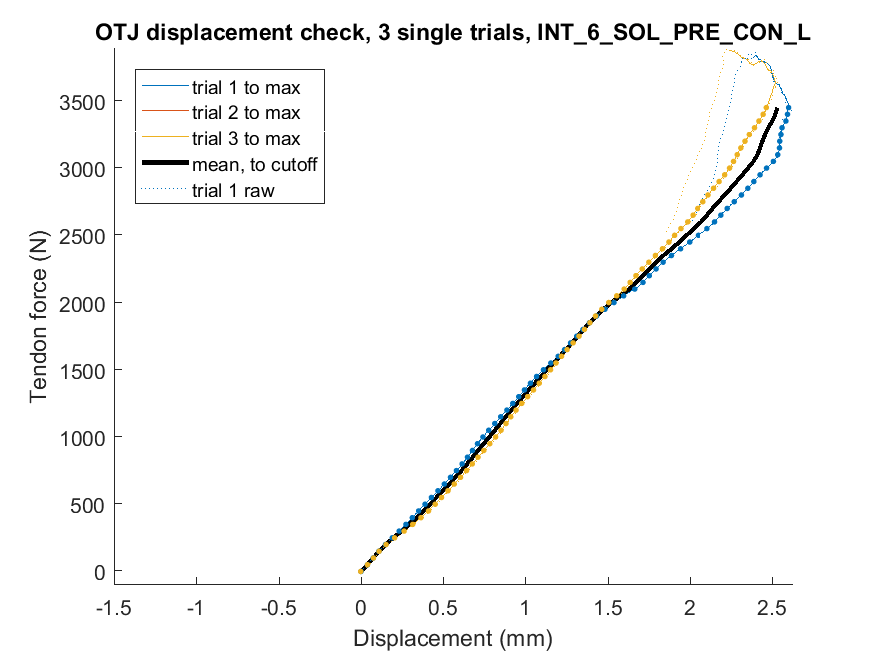 OTJ displacement check, 3 single trials, INT_6_SOL_PRE_CON_L
trial 1 to max
trial 2 to max
trial 3 to max
mean, to cutoff
trial 1 raw
Tendon force (N)
3500
3000
2500
2000
1500
1000
500
0
-1.5 -1 -0.5 0 0.5 1 1.5 2 2.5
Displacement (mm)